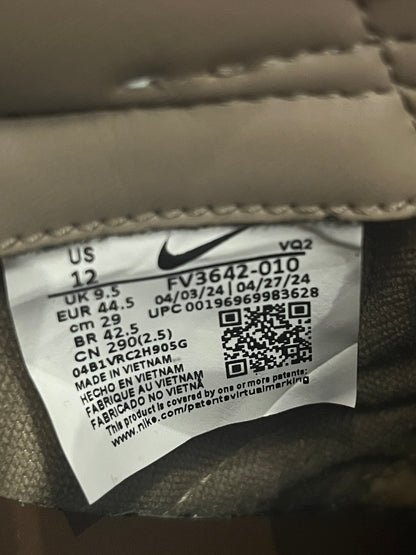 US
12
VQ2
UK 9.5
FV3642-010
EUR 44.5
04/03/24 | 04/27/24
cm 29
UPC 00196969983628
BR 42.5
CN 290(2.5)
04B1VRC2H905G
MADE IN VIETNAM
HECHO EN VIETNAM
FABRIQUE AU VIETNAM
FABRICADO NO VIETNÃ
This product is covered by one or more patents:
www.nike.com/patentsvirtualmarking